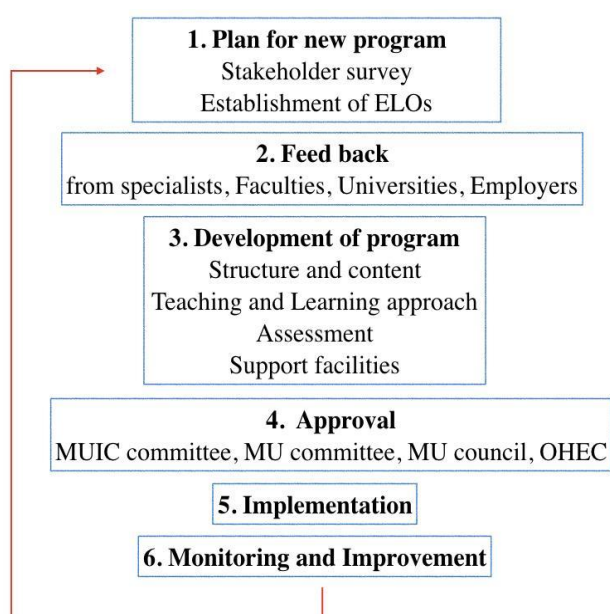 1. Plan for new program
Stakeholder survey
Establishment of ELOs
2. Feed back
from specialists, Faculties, Universities, Employers
3. Development of program
Structure and content
Teaching and Learning approach
Assessment
Support facilities
4. Approval
MUIC committee, MU committee, MU council, OHEC
5. Implementation
6. Monitoring and Improvement